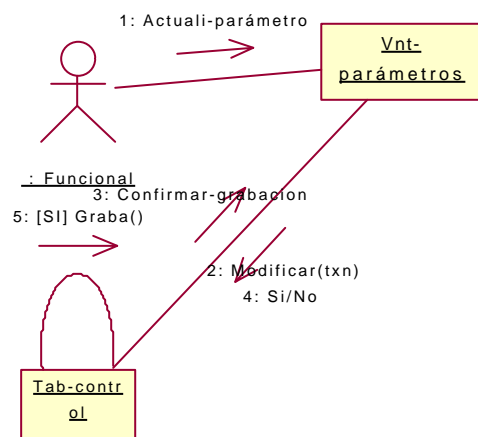 1: Actuali-parámetro
Vnt-
parámetros
: Funcional
3: Confirmar-grabacion
5: [SI] Graba()
2: Modificar(txn)
4: Si/No
Tab-contr
ol